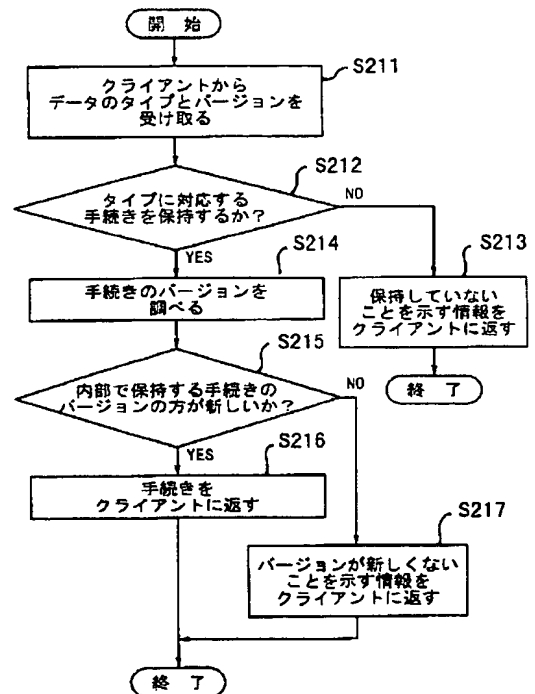 開 始
S211
クライアントから
データのタイプとバージョンを
受け取る
S212
タイプに対応する
手続きを保持するか?
NO
YES
S213
保持していない
ことを示す情報を
クライアントに返す
終 了
S214
手続きのバージョンを
調べる
S215
内部で保持する手続きの
バージョンの方が新しいか?
NO
YES
S216
手続きを
クライアントに返す
S217
バージョンが新しくない
ことを示す情報を
クライアントに返す
終 了